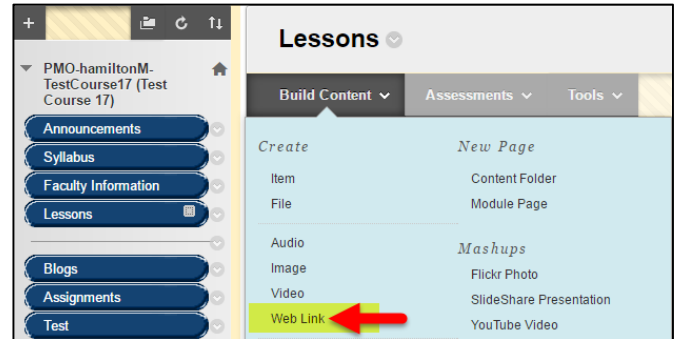 PMO-hamiltonM-
TestCourse17 (Test
Course 17)
Announcements
Syllabus
Faculty Information
Lessons
Blogs
Assignments
Test
Lessons
Build Content
Assessments
Tools
Create
Item
File
Audio
Image
Video
Web Link
New Page
Content Folder
Module Page
Mashups
Flickr Photo
SlideShare Presentation
YouTube Video